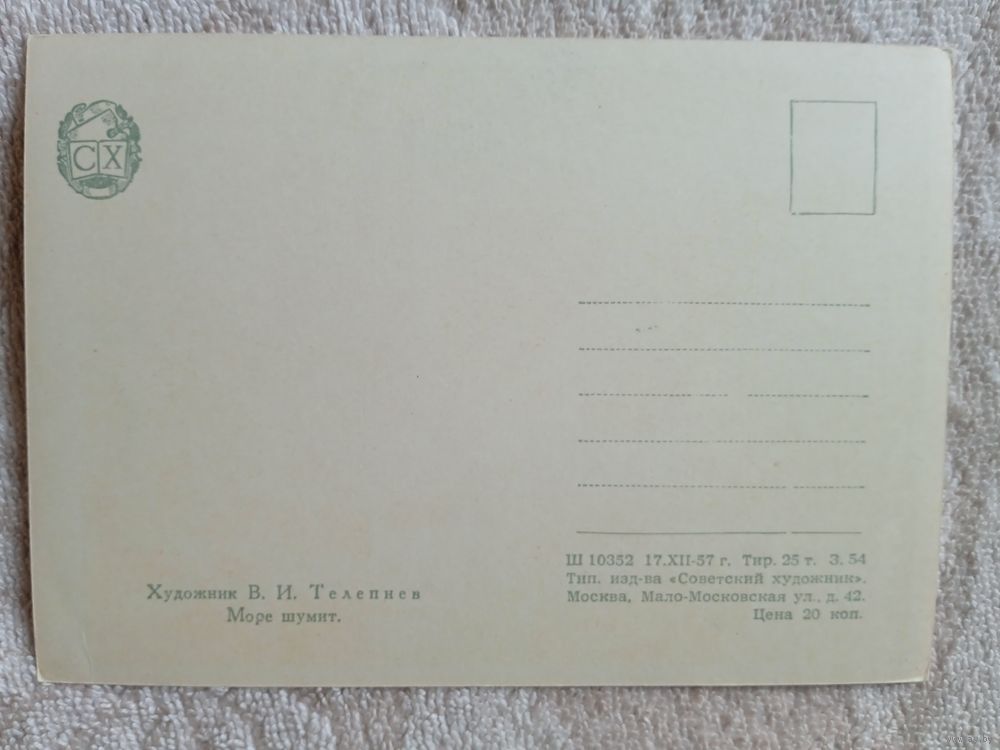 СХ
Художник В. И. Телепнев
Море шумит.
Ш 10352 17.XII-57 г. Тир. 25 т. З. 54
Тип. изд-ва «Советский художник».
Москва, Мало-Московская ул., д. 42.
Цена 20 коп.